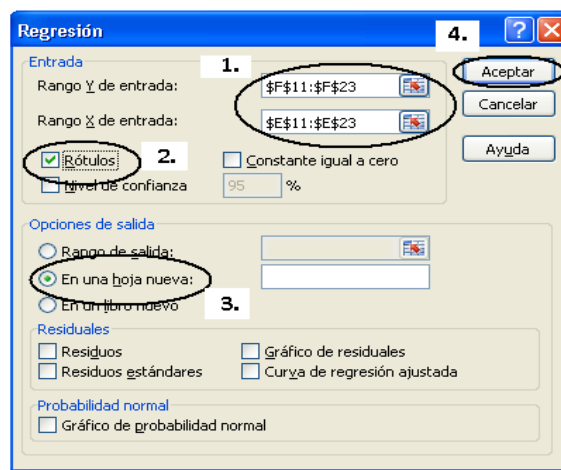 Regresión
4.
Entrada
1.
Aceptar
Rango Y de entrada:
$F$11:$F$23
Cancelar
Rango X de entrada:
$E$11:$E$23
Ayuda
Rótulos
2.
Constante igual a cero
Nivel de confianza
95
%
Opciones de salida
Rango de salida:
En una hoja nueva:
En un libro nuevo
3.
Residuales
Residuos
Gráfico de residuales
Residuos estándares
Curva de regresión ajustada
Probabilidad normal
Gráfico de probabilidad normal